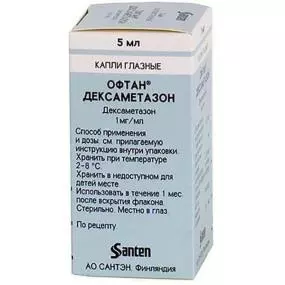 5 мл
КАПЛИ ГЛАЗНЫЕ
ОФТАН®
ДЕКСАМЕТАЗОН
Дексаметазон
1мг/мл
Способ применения
и дозы: см. прилагаемую
инструкцию внутри упаковки.
Хранить при температуре
2-8 °С.
Хранить в недоступном для
детей месте
Использовать в течение 1 мес.
после вскрытия флакона.
Стерильно. Местно в глаз.
По рецепту
Santen
АО САНТЭН, Финляндия